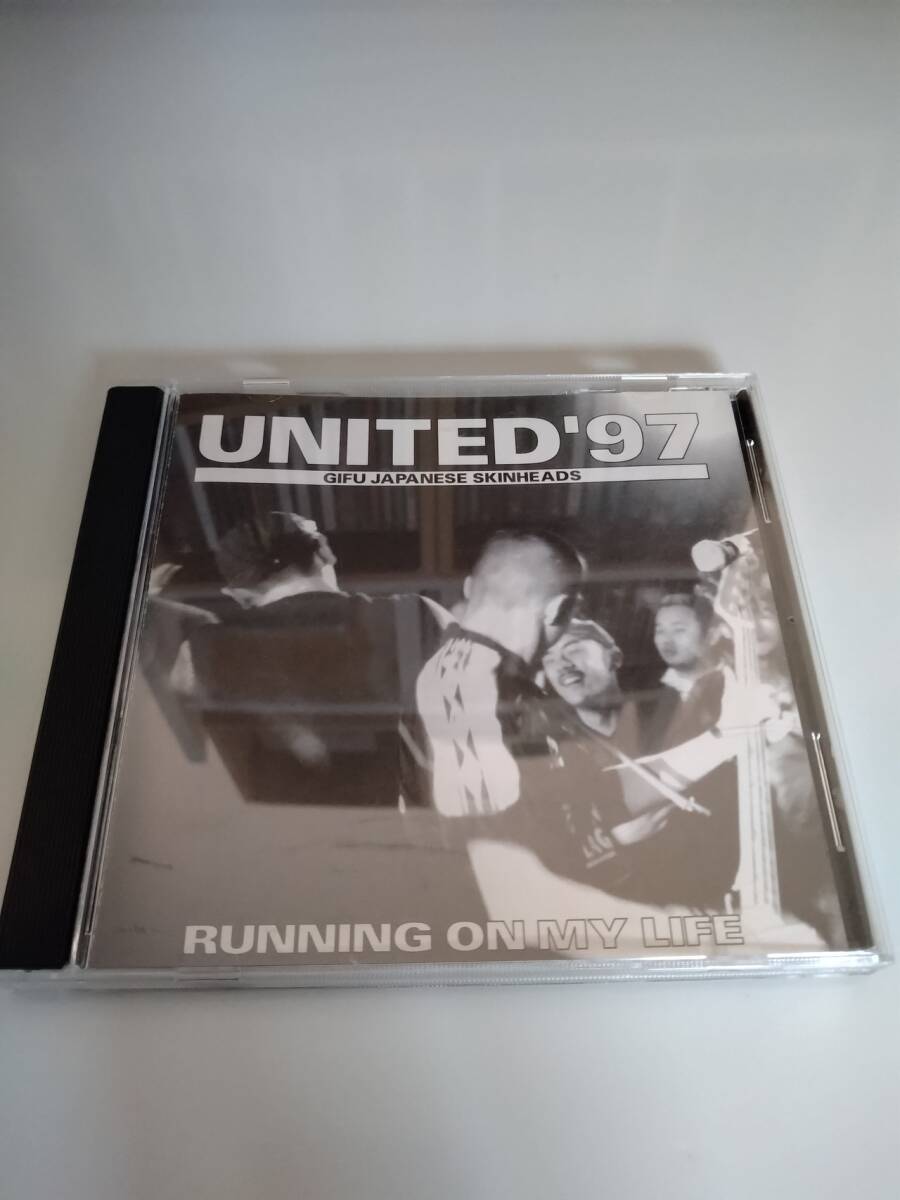 UNITED'97
GIFU JAPANESE SKINHEADS
RUNNING ON MY LIFE